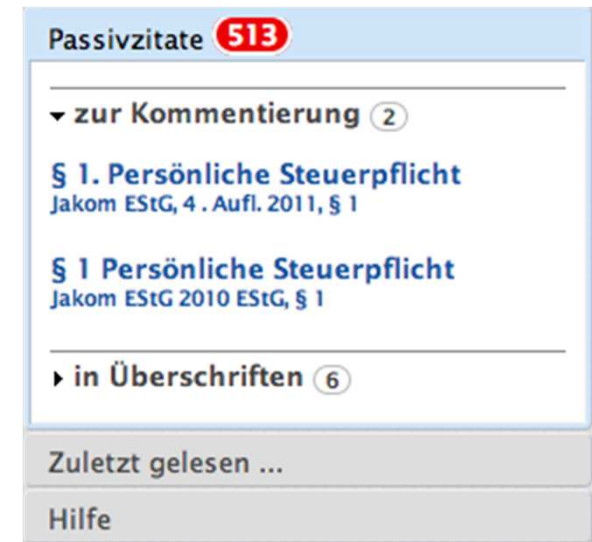 Passivzitate 513
zur Kommentierung 2
§ 1. Persönliche Steuerpflicht
Jakom EStG, 4 . Aufl. 2011, § 1
§ 1 Persönliche Steuerpflicht
Jakom EStG 2010 EStG, § 1
in Überschriften 6
Zuletzt gelesen ...
Hilfe